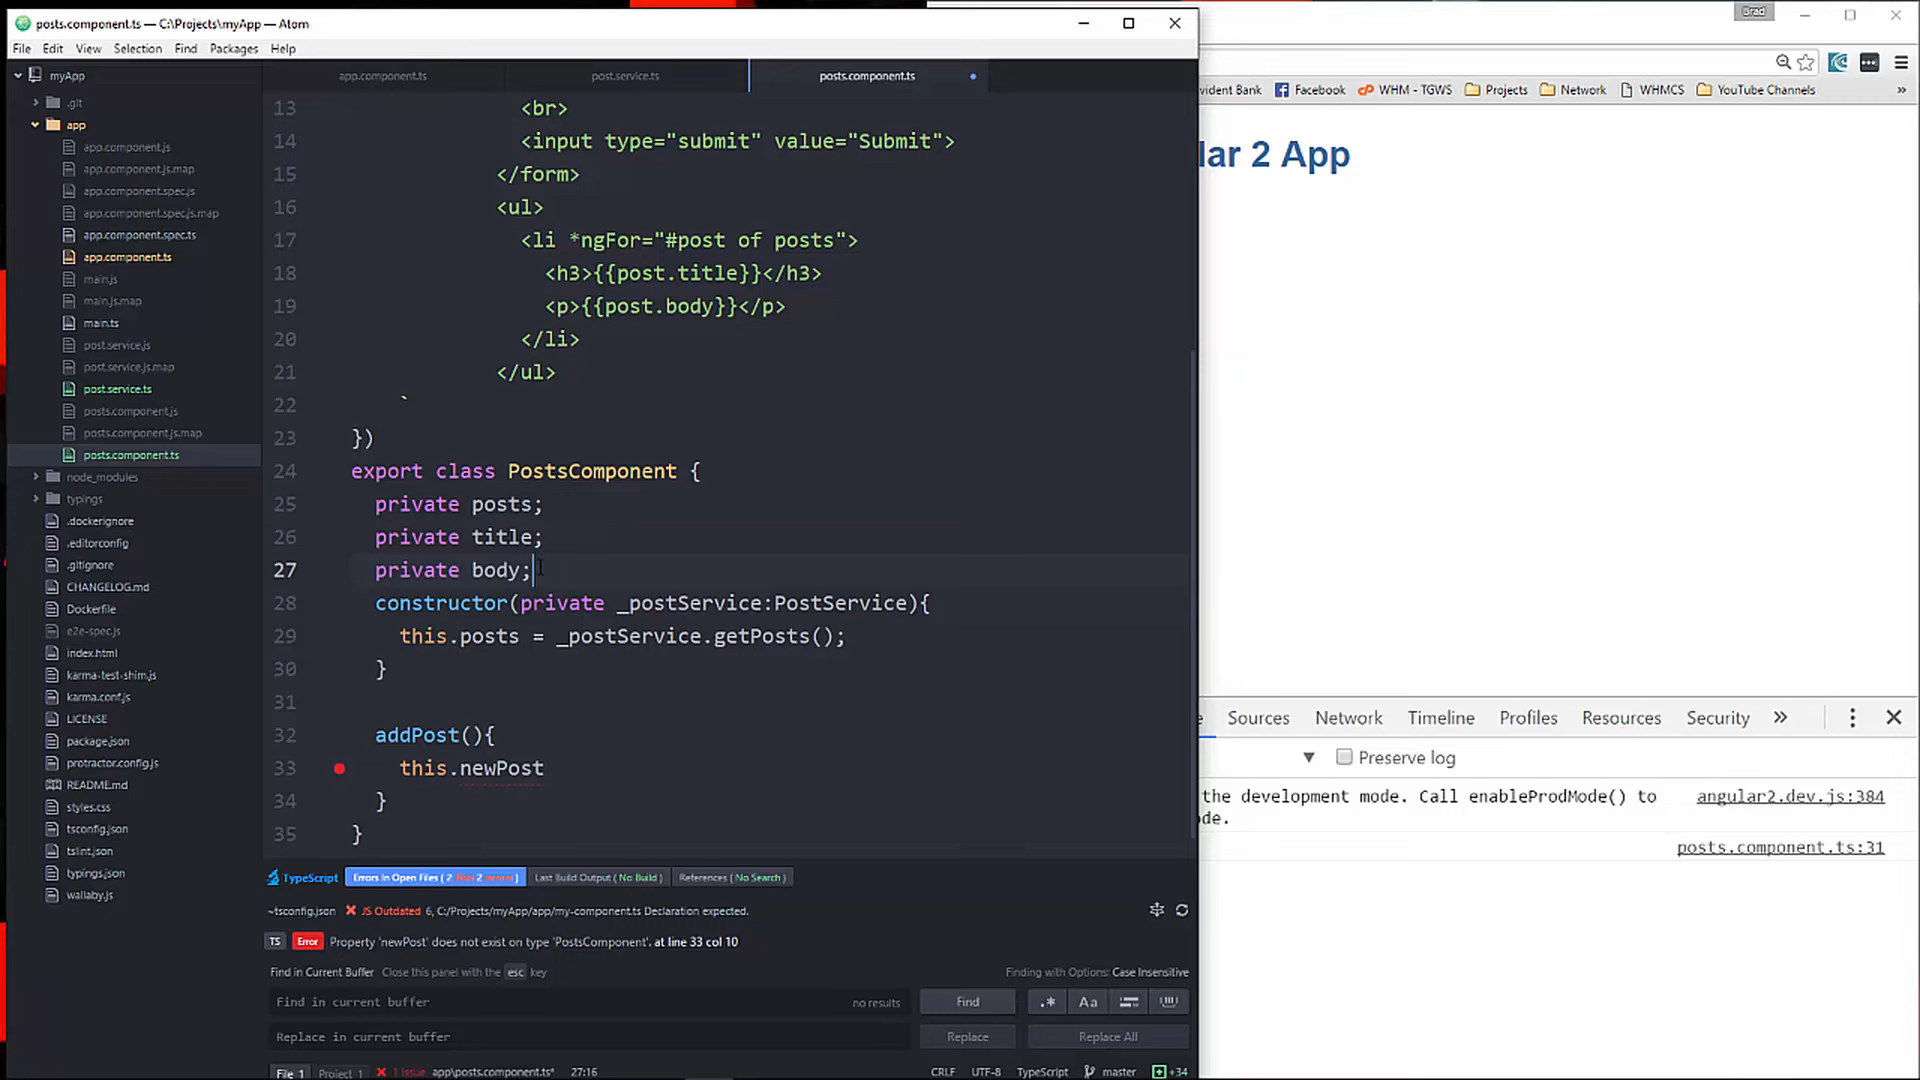 posts.component.ts — C:\Projects\myApp — Atom
File Edit View Selection Find Packages Help
myApp
.git
app
app.component.js
app.component.js.map
app.component.spec.js
app.component.spec.js.map
app.component.spec.ts
app.component.ts
main.js
main.js.map
main.ts
post.service.js
post.service.js.map
post.service.ts
posts.component.js
posts.component.js.map
posts.component.ts
node_modules
typings
.dockerignore
.editorconfig
.gitignore
CHANGELOG.md
Dockerfile
e2e-spec.js
index.html
karma-test-shim.js
karma.conf.js
LICENSE
package.json
protractor.config.js
README.md
styles.css
tsconfig.json
tslint.json
typings.json
wallaby.js
app.component.ts post.service.ts posts.component.ts
13 <br>
14 <input type="submit" value="Submit">
15 </form>
16 <ul>
17 <li *ngFor="#post of posts">
18 <h3>{{post.title}}</h3>
19 <p>{{post.body}}</p>
20 </li>
21 </ul>
22 `
23 })
24 export class PostsComponent {
25 private posts;
26 private title;
27 private body;
28 constructor(private _postService:PostService){
29 this.posts = _postService.getPosts();
30 }
31
32 addPost(){
33 this.newPost
34 }
35 }
TypeScript Errors In Open Files ( 2 Last Build Output ( No Build ) References ( No Search )
~tsconfig.json JS Outdated 6, C:/Projects/myApp/app/my-component.ts Declaration expected.
TS Error Property 'newPost' does not exist on type 'PostsComponent'. at line 33 col 10
Find in Current Buffer Close this panel with the esc key Finding with Options: Case Insensitive
Find in current buffer no results Find .* Aa
Replace in current buffer Replace Replace All
File 1 Project 1 1 Issue app\posts.component.ts* 27:16 CRLF UTF-8 TypeScript master +34
Brad
vident Bank Facebook WHM - TGWS Projects Network WHMCS YouTube Channels »
lar 2 App
Sources Network Timeline Profiles Resources Security »
Preserve log
the development mode. Call enableProdMode() to angular2.dev.js:384
ode.
posts.component.ts:31